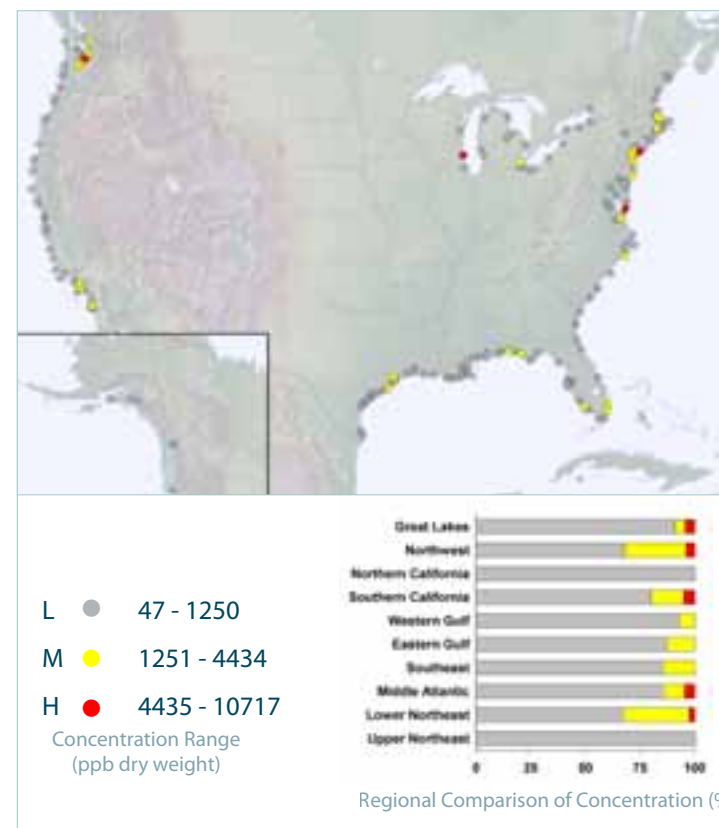 Great Lakes
Northwest
Northern California
Southern California
Western Gulf
Eastern Gulf
Southeast
Middle Atlantic
Lower Northeast
Upper Northeast
0 25 50 75 100
Regional Comparison of Concentration (%
L 47 - 1250
M 1251 - 4434
H 4435 - 10717
Concentration Range
(ppb dry weight)